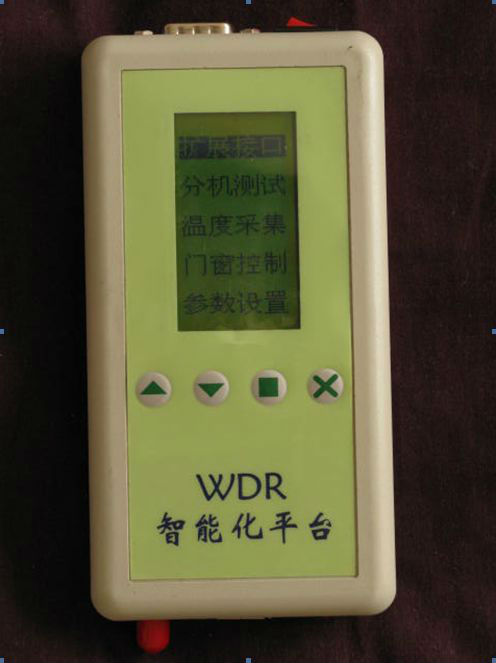 扩展接口
分机测试
温度采集
门窗控制
参数设置
WDR
智能化平台